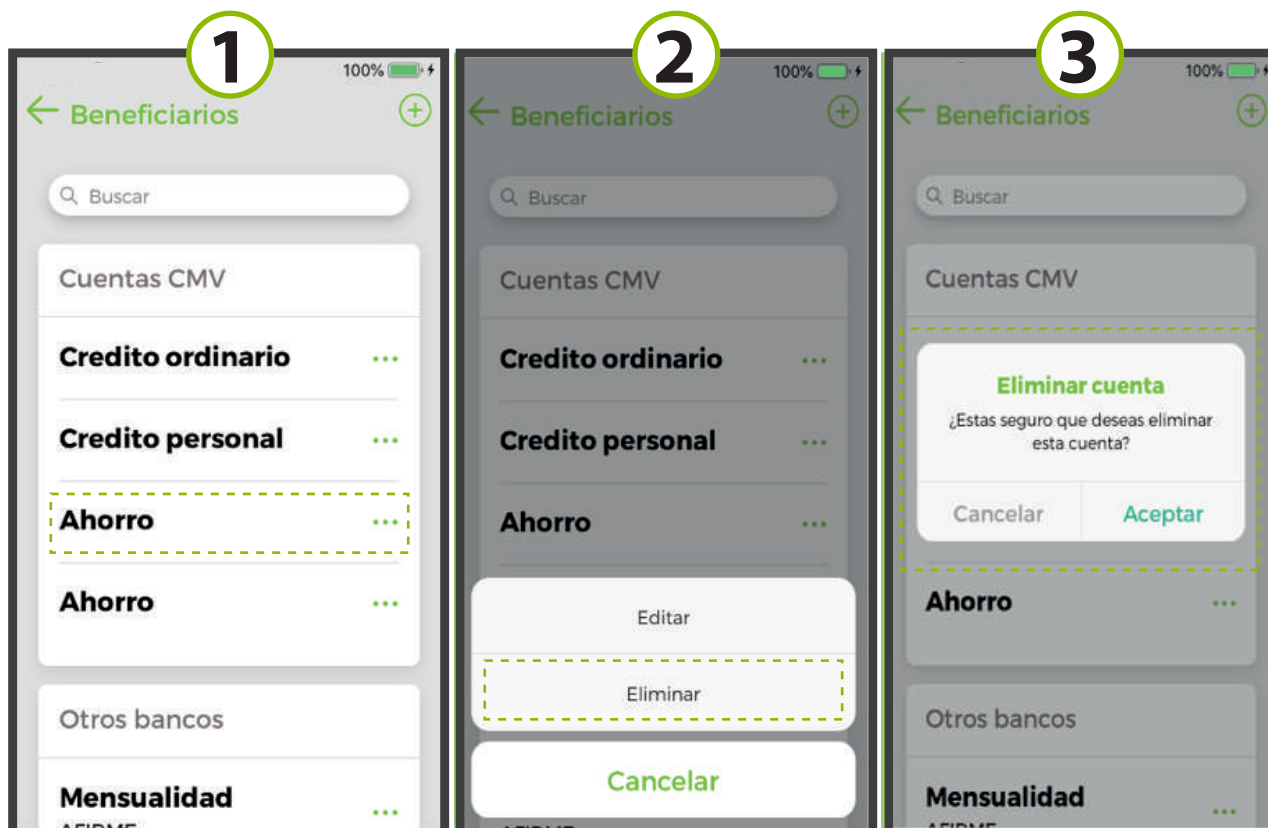 1
100%
Beneficiarios
Buscar
Cuentas CMV
Credito ordinario
Credito personal
Ahorro
Ahorro
Otros bancos
Mensualidad
2
100%
Beneficiarios
Buscar
Cuentas CMV
Credito ordinario
Credito personal
Ahorro
Editar
Eliminar
Cancelar
3
100%
Beneficiarios
Buscar
Cuentas CMV
Eliminar cuenta
¿Estas seguro que deseas eliminar
esta cuenta?
Cancelar Aceptar
Ahorro
Otros bancos
Mensualidad